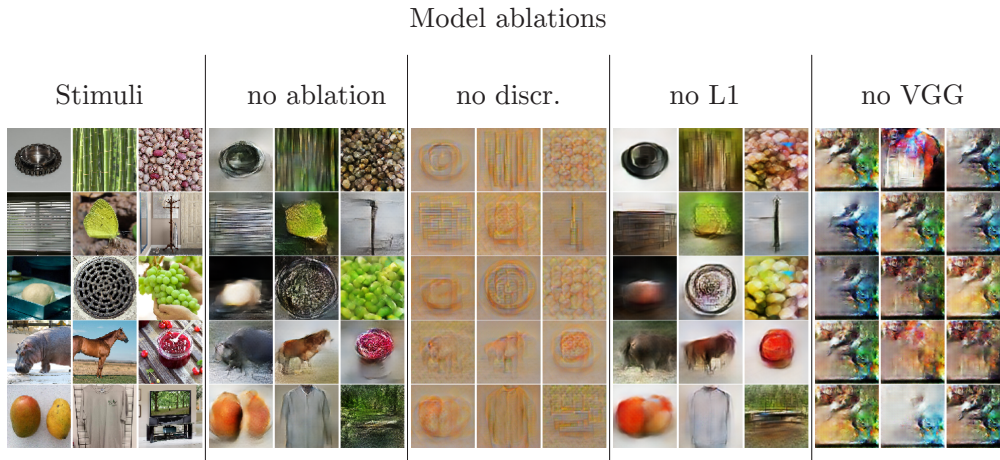 Model ablations
Stimuli
no ablation
no discr.
no L1
no VGG